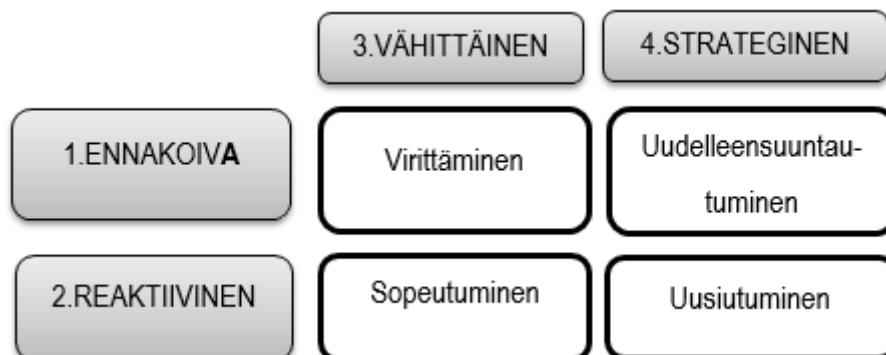 3.VÄHITTÄINEN 4.STRATEGINEN
1.ENNAKOIVA Virittäminen Uudelleensuuntau-
tuminen
2.REAKTIIVINEN Sopeutuminen Uusiutuminen